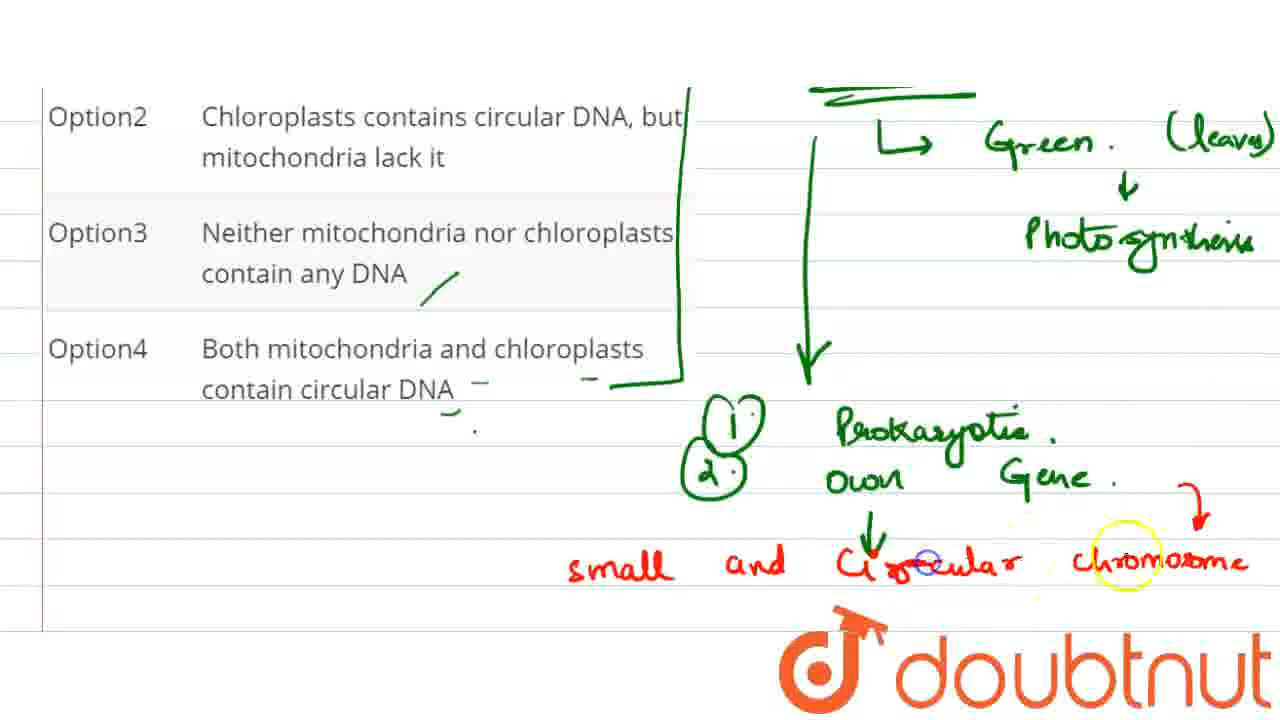 Option2 Chloroplasts contains circular DNA, but
mitochondria lack it
Option3 Neither mitochondria nor chloroplasts
contain any DNA
Option4 Both mitochondria and chloroplasts
contain circular DNA
Green. (leaves)
Photosynthesis
1. Prokaryotic.
2. own Gene.
small and Circular chromosome
doubtnut